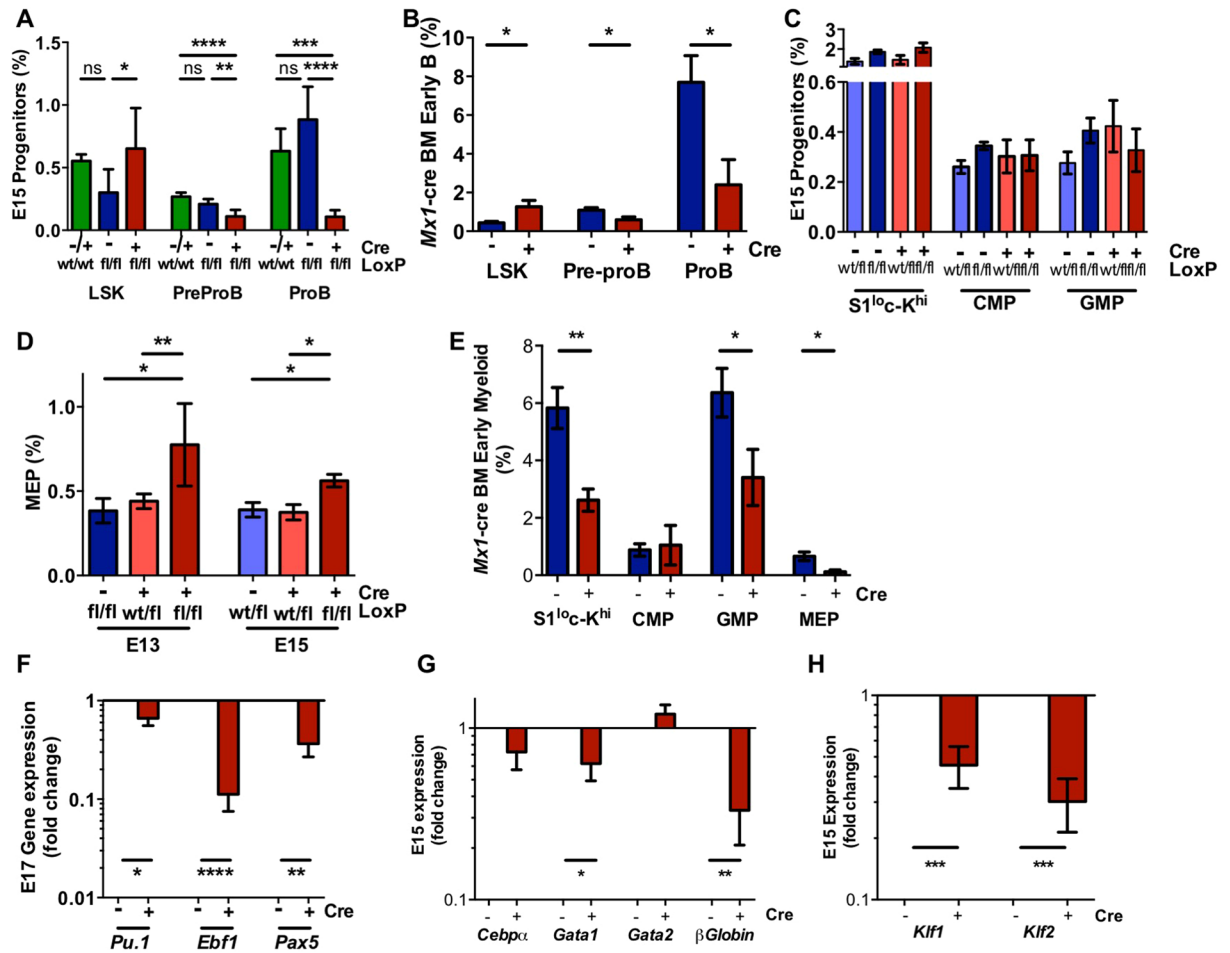 A
E15 Progenitors (%)
1.5
1.0
0.5
0.0
ns * **** ns ** *** ns ****
-/+ - + -/+ - + -/+ - + Cre
wt/wt fl/fl fl/fl wt/wt fl/fl fl/fl wt/wt fl/fl fl/fl LoxP
LSK PreProB ProB
B
Mx1-cre BM Early B (%)
10
8
6
4
2
0
* * *
- + - + - + Cre
LSK Pre-proB ProB
C
E15 Progenitors (%)
3
2
1
0.6
0.4
0.2
0.0
- - + + - - + + - - + + Cre
wt/fl fl/fl wt/fl fl/fl wt/fl fl/fl wt/fl fl/fl wt/fl fl/fl wt/fl fl/fl LoxP
S1loc-Khi CMP GMP
D
MEP (%)
1.0
0.5
0.0
** * * *
- + + - + + Cre
fl/fl wt/fl fl/fl wt/fl wt/fl fl/fl LoxP
E13 E15
E
Mx1-cre BM Early Myeloid
(%)
8
6
4
2
0
** * *
- + - + - + - + Cre
S1loc-Khi CMP GMP MEP
F
E17 Gene expression
(fold change)
1
0.1
0.01
* **** **
- + - + - + Cre
Pu.1 Ebf1 Pax5
G
E15 expression
(fold change)
1
0.1
* **
- + - + - + - + Cre
Cebpα Gata1 Gata2 βGlobin
H
E15 Expression
(fold change)
1
0.1
*** ***
- + - + Cre
Klf1 Klf2